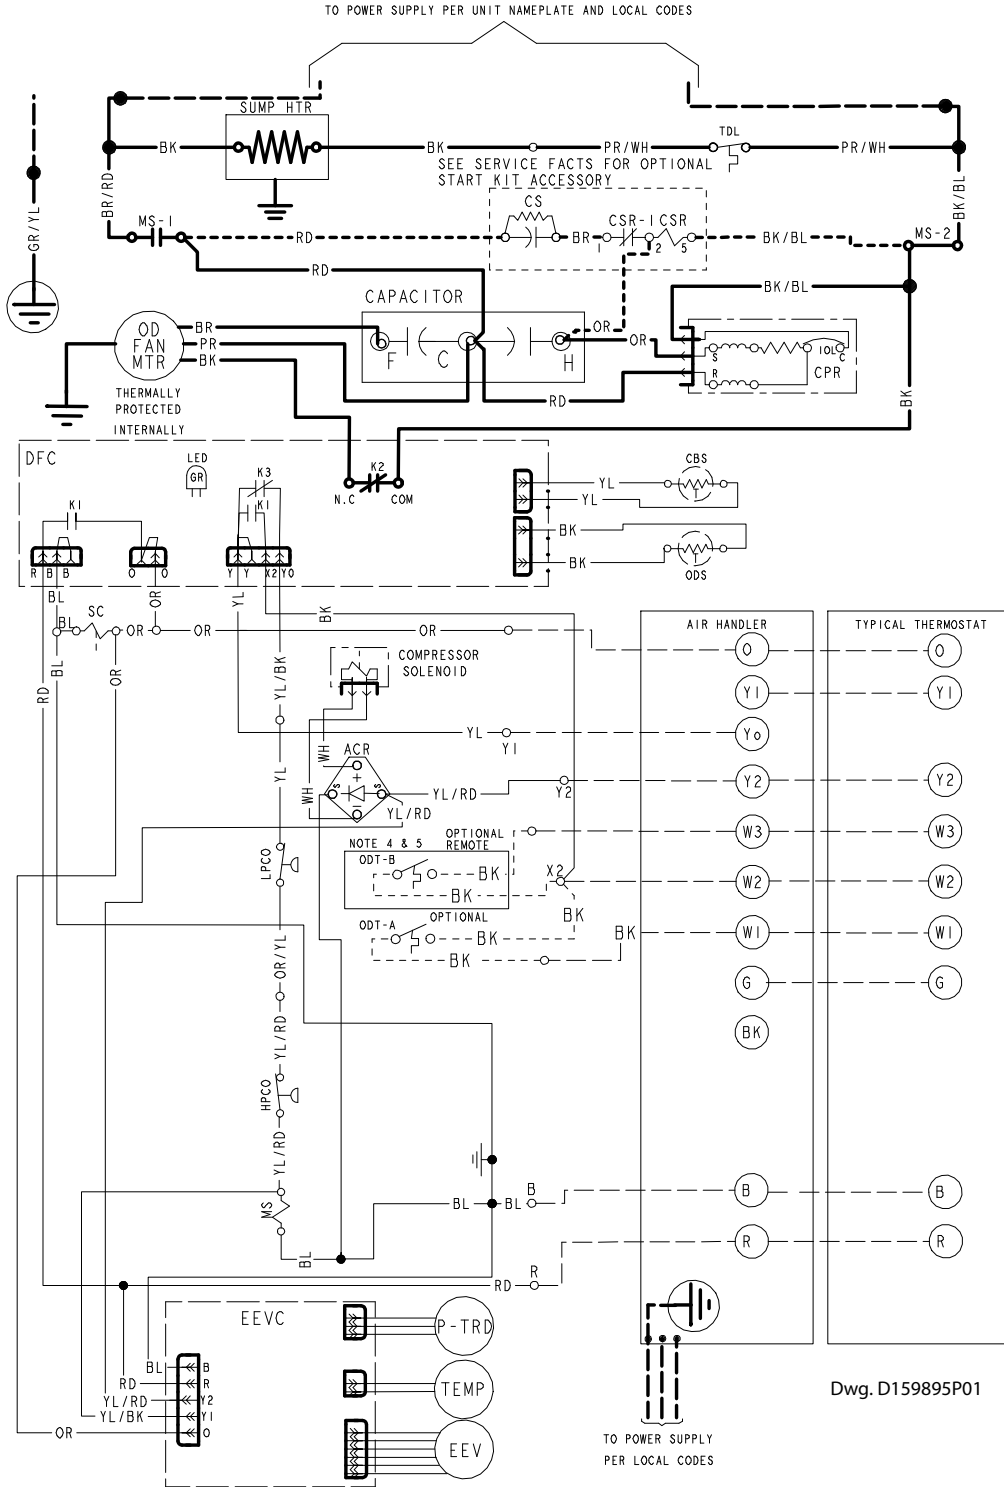 TO POWER SUPPLY PER UNIT NAMEPLATE AND LOCAL CODES
SUMP HTR
TDL
BK
BK
PR/WH
PR/WH
SEE SERVICE FACTS FOR OPTIONAL
START KIT ACCESSORY
BR/RD
BK/BL
GR/YL
CS
MS-1
CSR-1 CSR
RD
BR
1
2
5
BK/BL
MS-2
RD
BK/BL
CAPACITOR
OD
FAN
MTR
BR
PR
BK
F
C
H
OR
OR
S
R
IOL
C
CPR
RD
BK
THERMALLY
PROTECTED
INTERNALLY
DFC
LED
GR
K3
K1
K1
K2
N.C
COM
YL
YL
CBS
BK
BK
ODS
R
B
B
O
O
Y
Y
X2
YO
BL
OR
YL
BK
SC
BL
OR
OR
OR
AIR HANDLER
TYPICAL THERMOSTAT
O
O
COMPRESSOR
SOLENOID
RD
BL
OR
YL/BK
Y1
Y1
YL
Y1
Yo
WH
ACR
YL
+
S
S
–
YL/RD
Y2
Y2
Y2
WH
YL/RD
NOTE 4 & 5
OPTIONAL
REMOTE
W3
W3
LPCO
ODT-B
BK
BK
X2
W2
W2
ODT-A
OPTIONAL
BK
BK
BK
BK
W1
W1
OR/YL
G
G
YL/RD
BK
HPCO
YL/RD
MS
BL
BL
BL
B
B
B
R
R
RD
R
EEVC
P-TRD
BL
B
RD
R
YL/RD
Y2
YL/BK
Y1
OR
O
TEMP
EEV
Dwg. D159895P01
TO POWER SUPPLY
PER LOCAL CODES